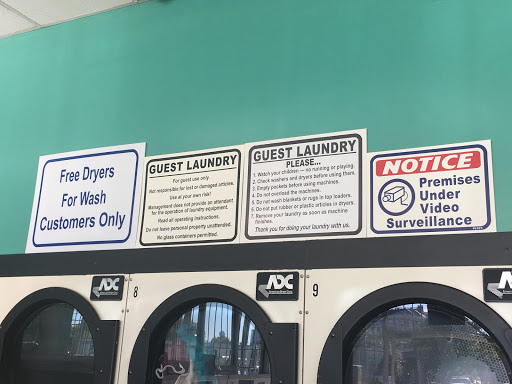 Free Dryers
For Wash
Customers Only
GUEST LAUNDRY
For guest use only.
Not responsible for lost or damaged articles.
Use at your own risk!
Management does not provide an attendant
for the operation of laundry equipment.
Read all operating instructions.
Do not leave personal property unattended.
No glass containers permitted.
GUEST LAUNDRY
PLEASE...
1. Watch your children — no running or playing.
2. Check washers and dryers before using them.
3. Empty pockets before using machines.
4. Do not overload the machines.
5. Do not wash blankets or rugs in top loaders.
6. Do not put rubber or plastic articles in dryers.
7. Remove your laundry as soon as machine
finishes.
Thank you for doing your laundry with us.
NOTICE
Premises
Under
Video
Surveillance
ADC
8
ADC
9